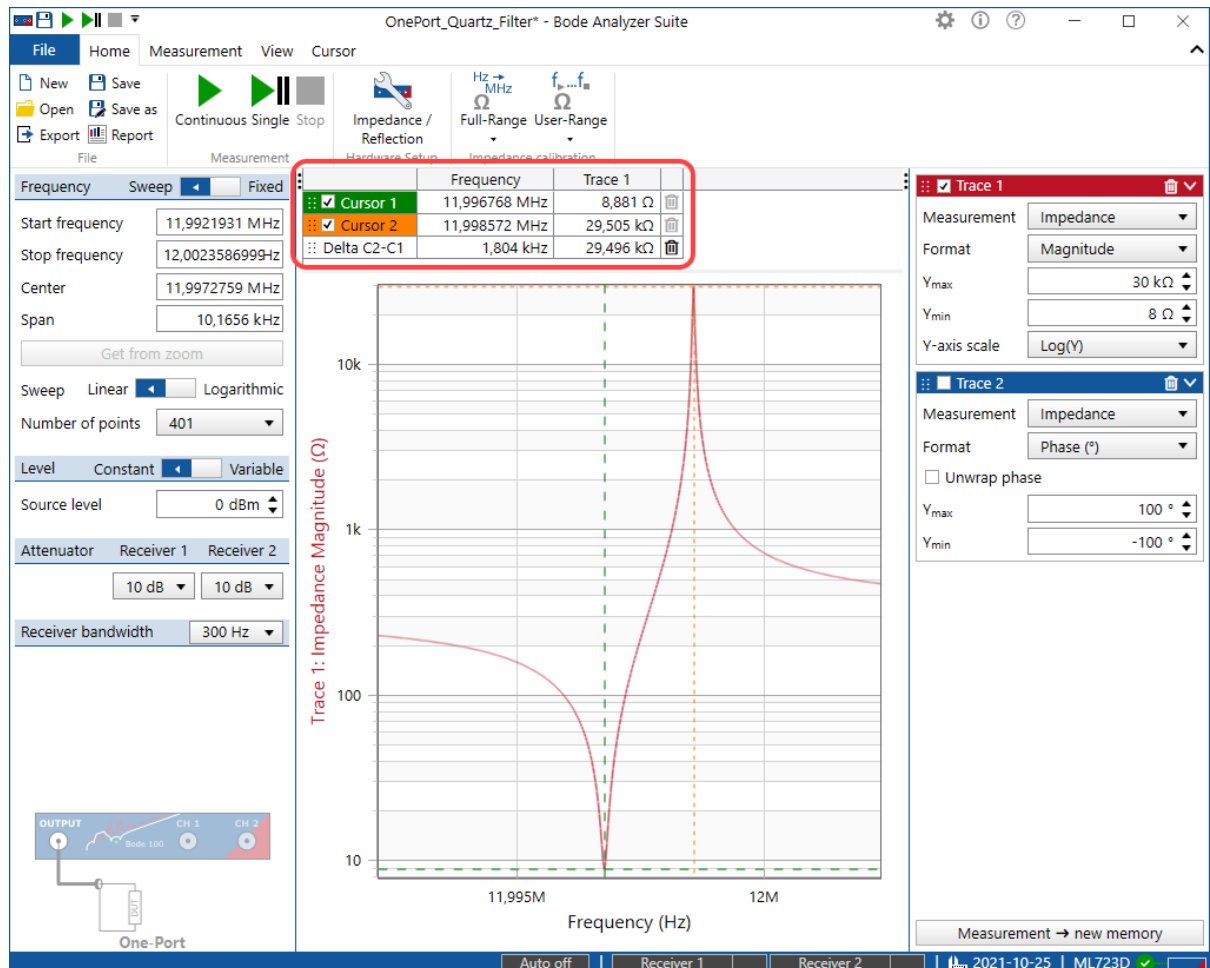 OnePort_Quartz_Filter* - Bode Analyzer Suite
File Home Measurement View Cursor
New Save
Open Save as
Export Report
File
Continuous Single Stop
Measurement
Impedance /
Reflection
Hardware Setup
Hz
MHz
Ω
f...f
Ω
Full-Range User-Range
Impedance calibration
Frequency Sweep Fixed
Start frequency 11,9921931 MHz
Stop frequency 12,0023586999Hz
Center 11,9972759 MHz
Span 10,1656 kHz
Get from zoom
Sweep Linear Logarithmic
Number of points 401
Level Constant Variable
Source level 0 dBm
Attenuator Receiver 1 Receiver 2
10 dB 10 dB
Receiver bandwidth 300 Hz
OUTPUT CH 1 CH 2
Bode 100
DUT
One-Port
Frequency Trace 1
Cursor 1 11,996768 MHz 8,881 Ω
Cursor 2 11,998572 MHz 29,505 kΩ
Delta C2-C1 1,804 kHz 29,496 kΩ
Trace 1: Impedance Magnitude (Ω)
10k
1k
100
10
11,995M 12M
Frequency (Hz)
Trace 1
Measurement Impedance
Format Magnitude
Ymax 30 kΩ
Ymin 8 Ω
Y-axis scale Log(Y)
Trace 2
Measurement Impedance
Format Phase (°)
Unwrap phase
Ymax 100 °
Ymin -100 °
Measurement → new memory
Auto off Receiver 1 Receiver 2 2021-10-25 ML723D